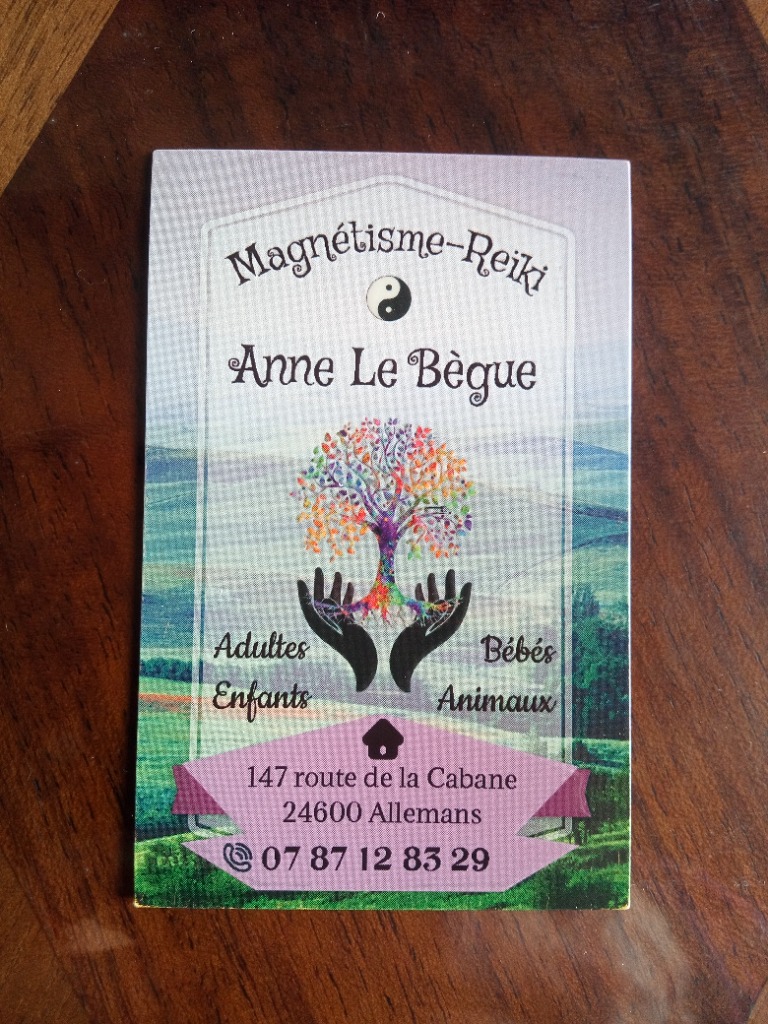 Magnétisme-Reiki
Anne Le Bègue
Adultes
Bébés
Enfants
Animaux
147 route de la Cabane
24600 Allemans
07 87 12 83 29